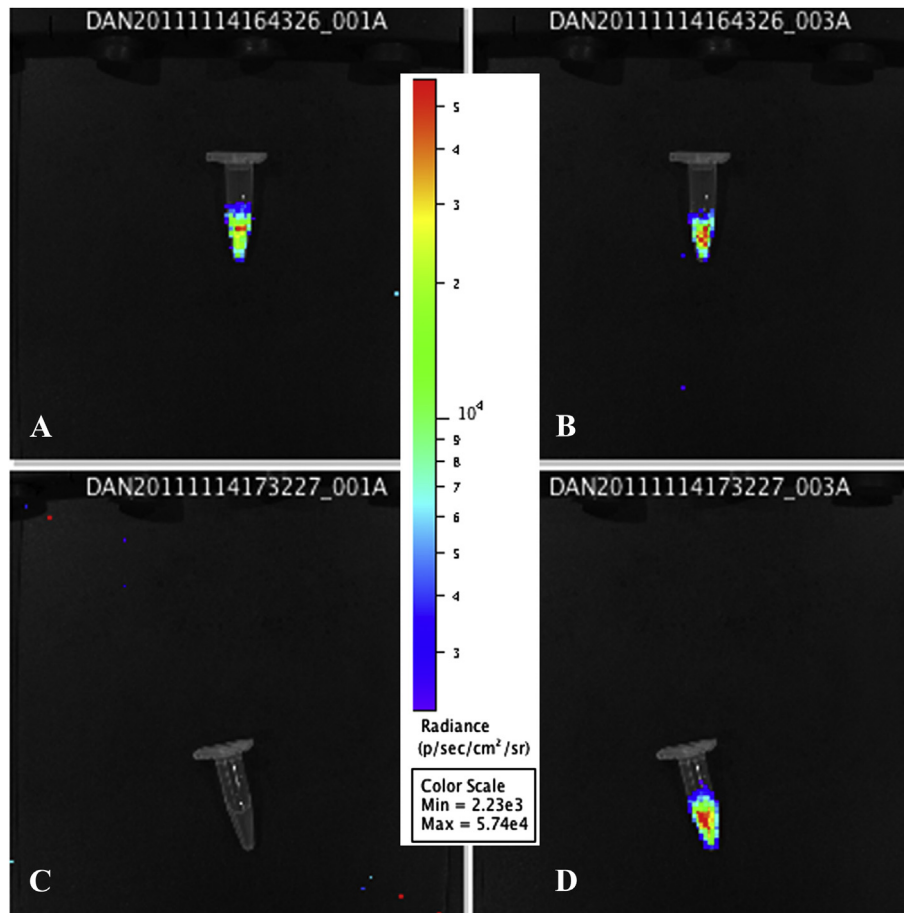 DAN20111114164326_001A
DAN20111114164326_003A
5
4
3
2
10⁴
9
8
7
6
5
4
3
Radiance
(p/sec/cm²/sr)
Color Scale
Min = 2.23e3
Max = 5.74e4
A
B
DAN20111114173227_001A
DAN20111114173227_003A
C
D